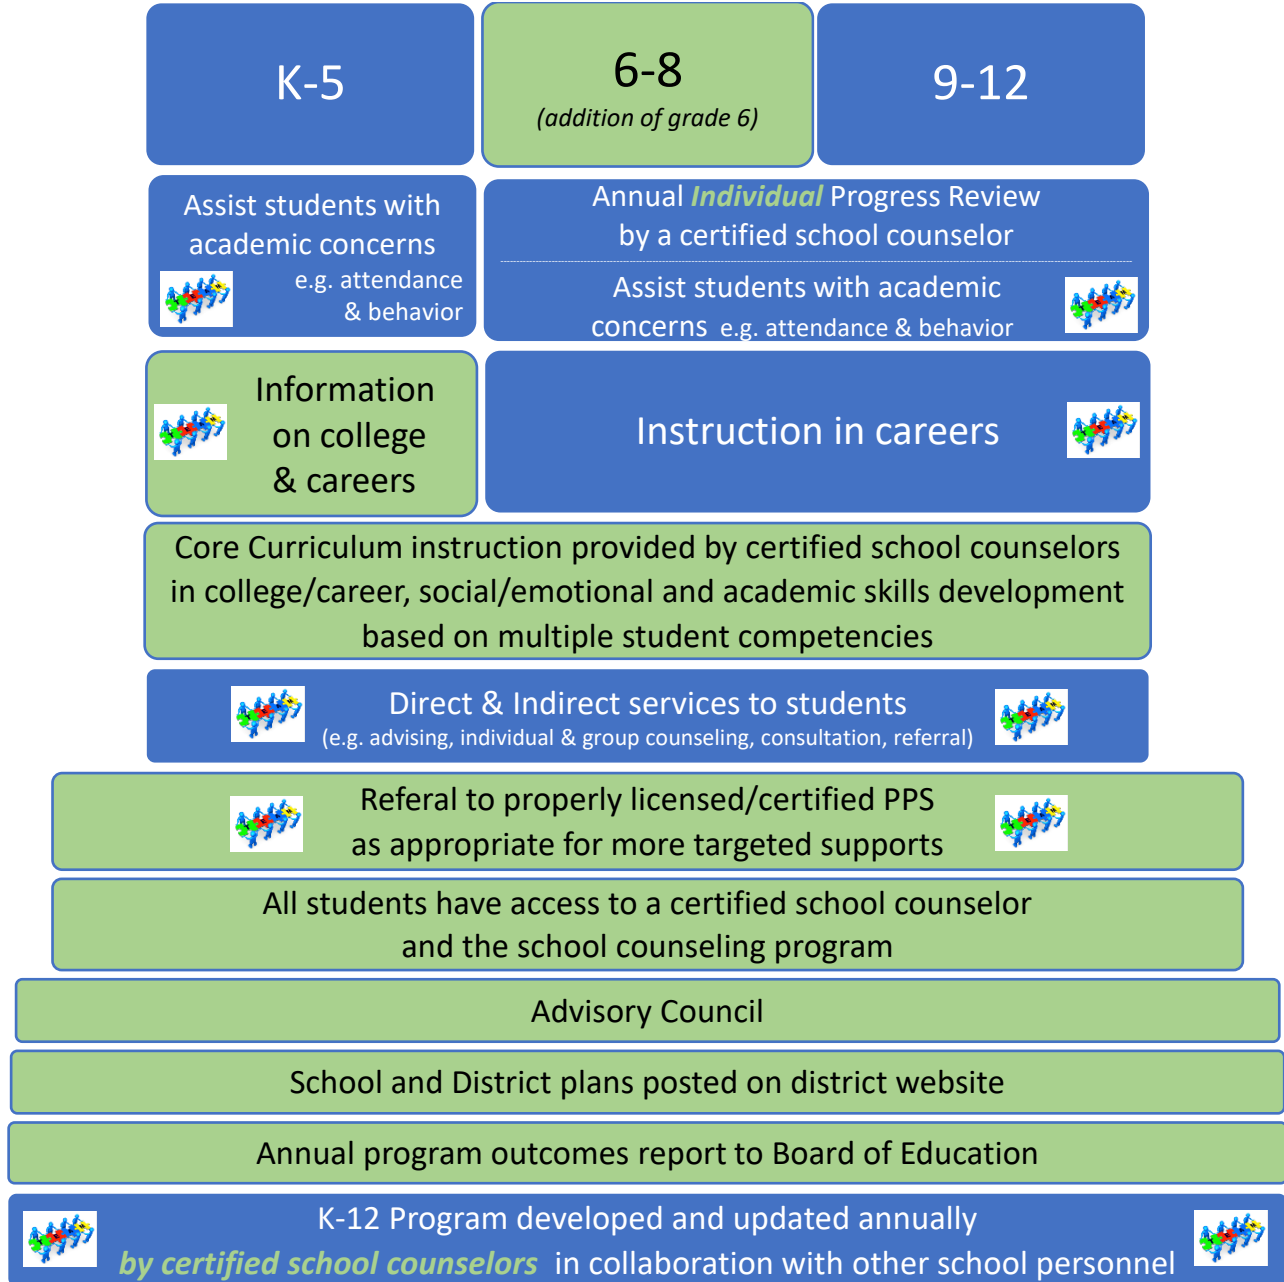 K-5
6-8
(addition of grade 6)
9-12
Assist students with
academic concerns
e.g. attendance
& behavior
Annual Individual Progress Review
by a certified school counselor
Assist students with academic
concerns e.g. attendance & behavior
Information
on college
& careers
Instruction in careers
Core Curriculum instruction provided by certified school counselors
in college/career, social/emotional and academic skills development
based on multiple student competencies
Direct & Indirect services to students
(e.g. advising, individual & group counseling, consultation, referral)
Referal to properly licensed/certified PPS
as appropriate for more targeted supports
All students have access to a certified school counselor
and the school counseling program
Advisory Council
School and District plans posted on district website
Annual program outcomes report to Board of Education
K-12 Program developed and updated annually
by certified school counselors in collaboration with other school personnel